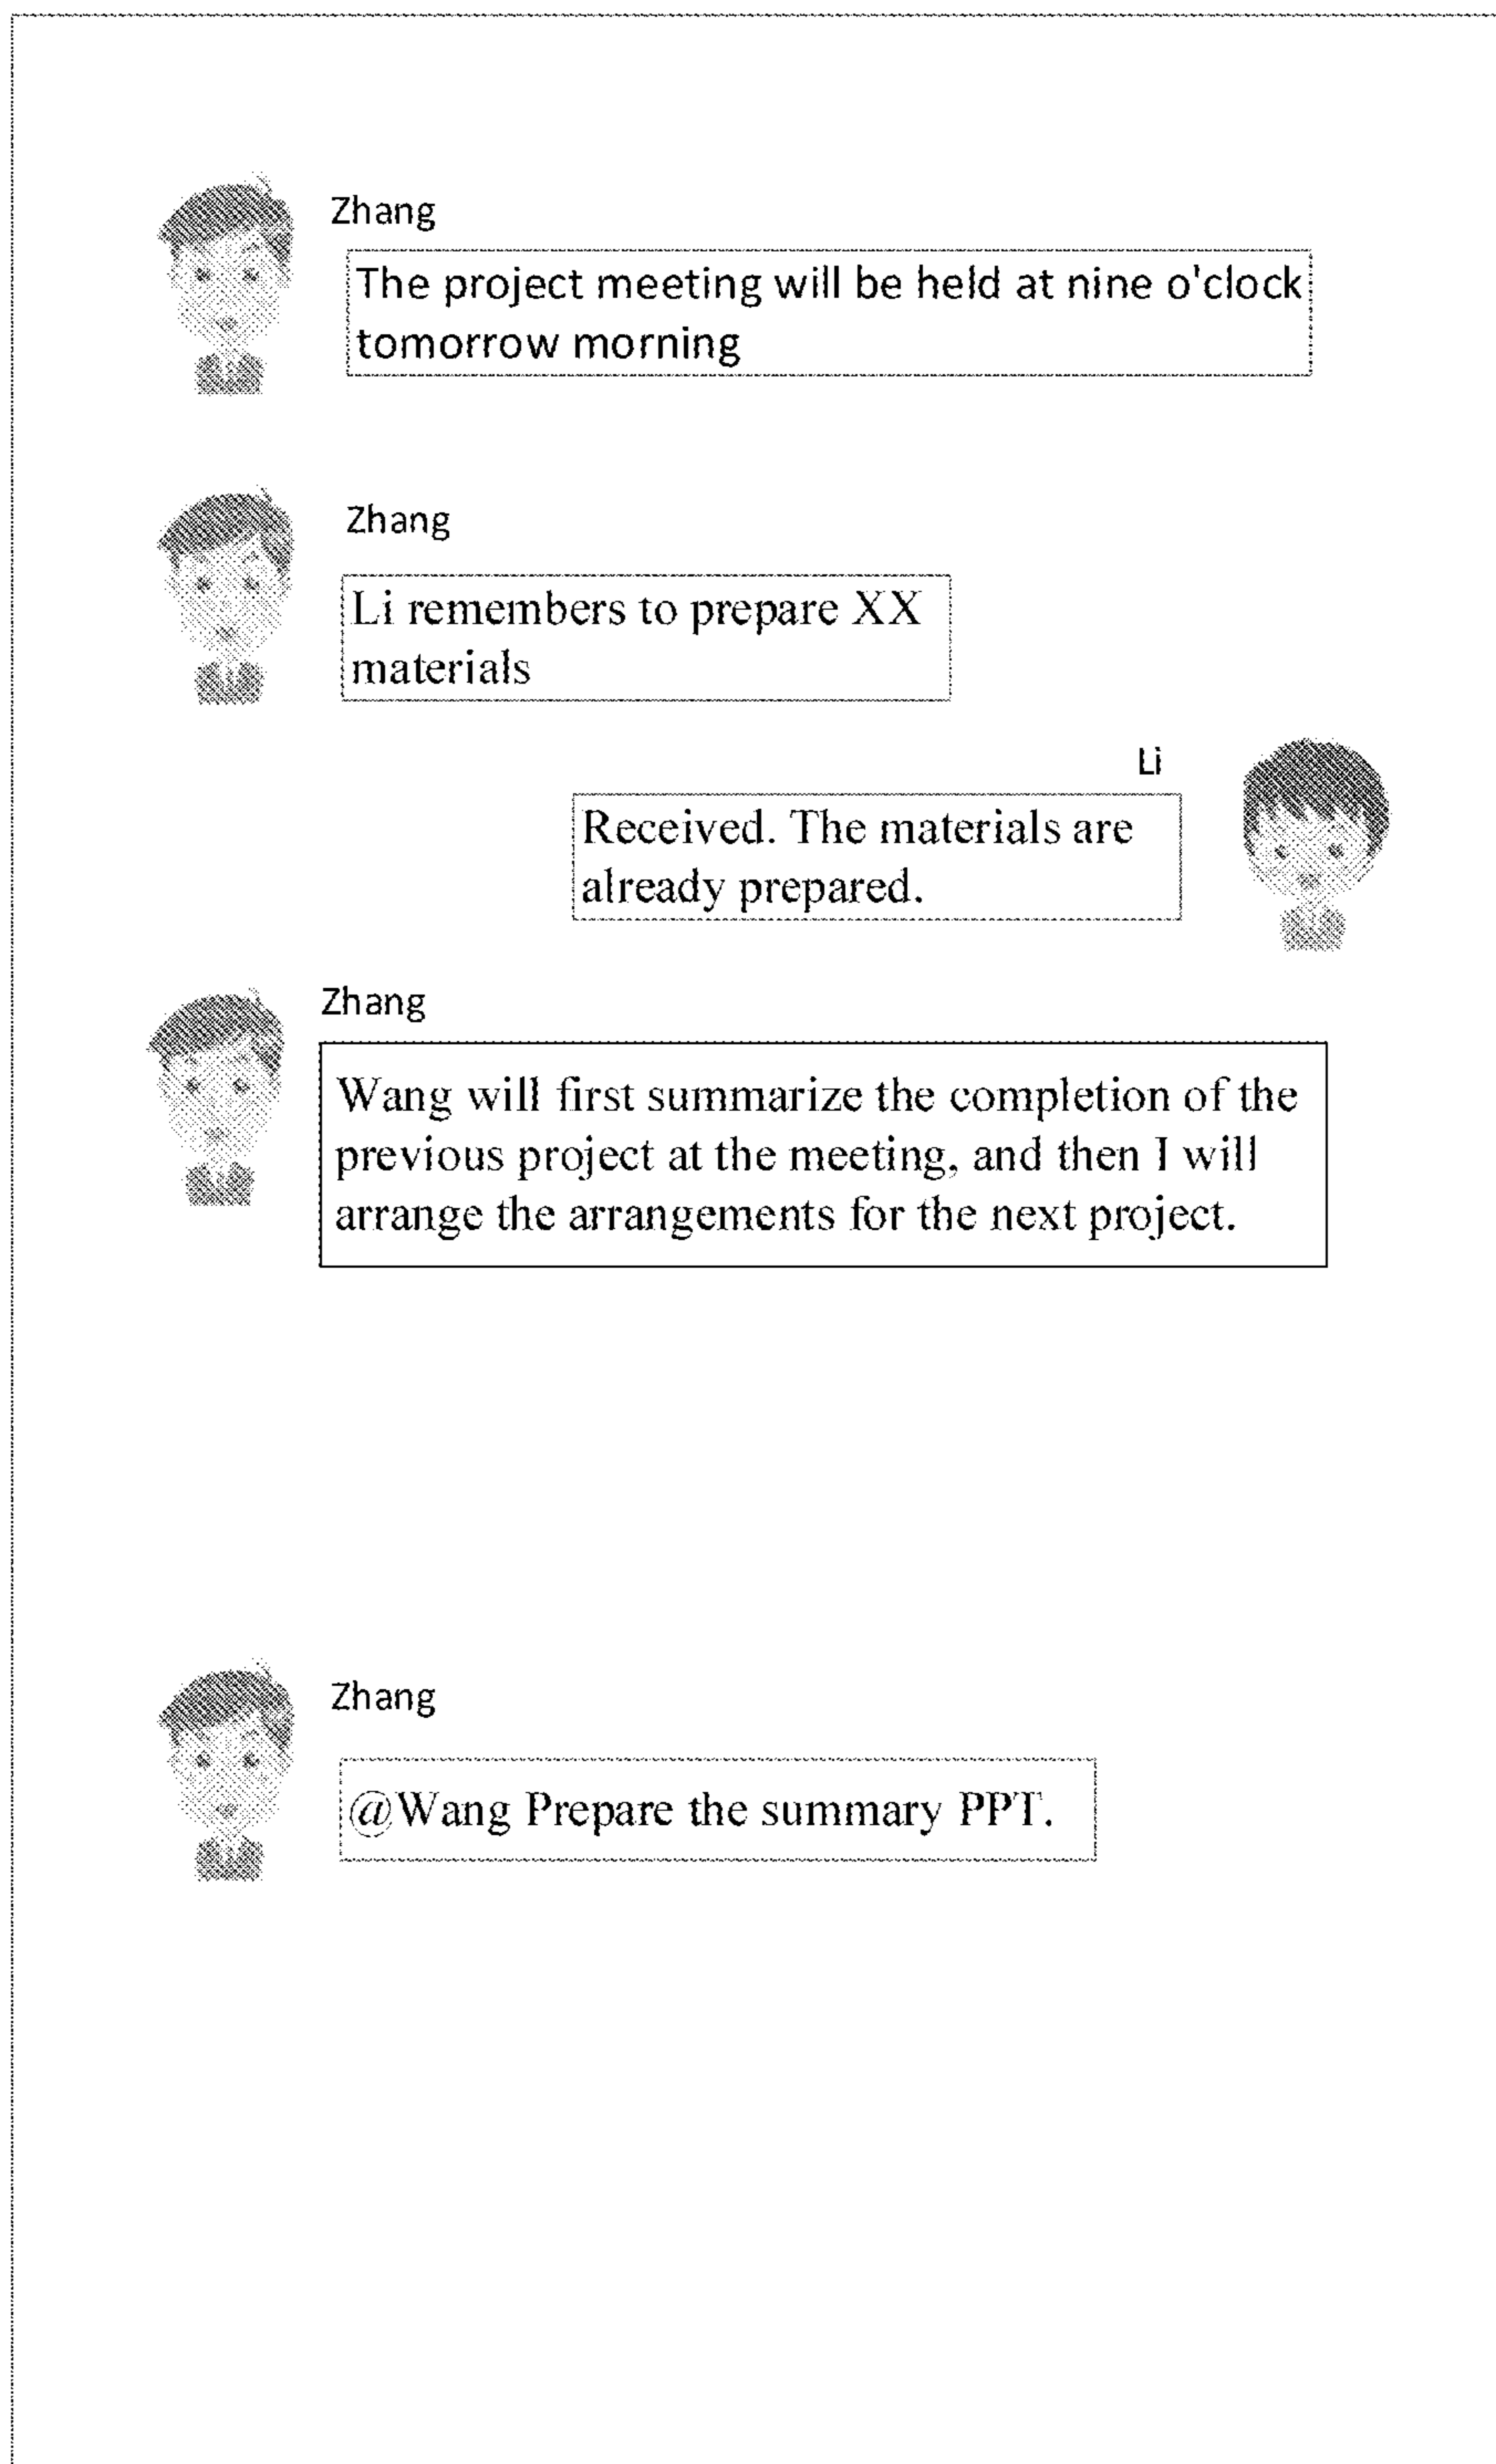 Zhang
The project meeting will be held at nine o'clock
tomorrow morning
Zhang
Li remembers to prepare XX
materials
Li
Received. The materials are
already prepared.
Zhang
Wang will first summarize the completion of the
previous project at the meeting, and then I will
arrange the arrangements for the next project.
Zhang
@Wang Prepare the summary PPT.